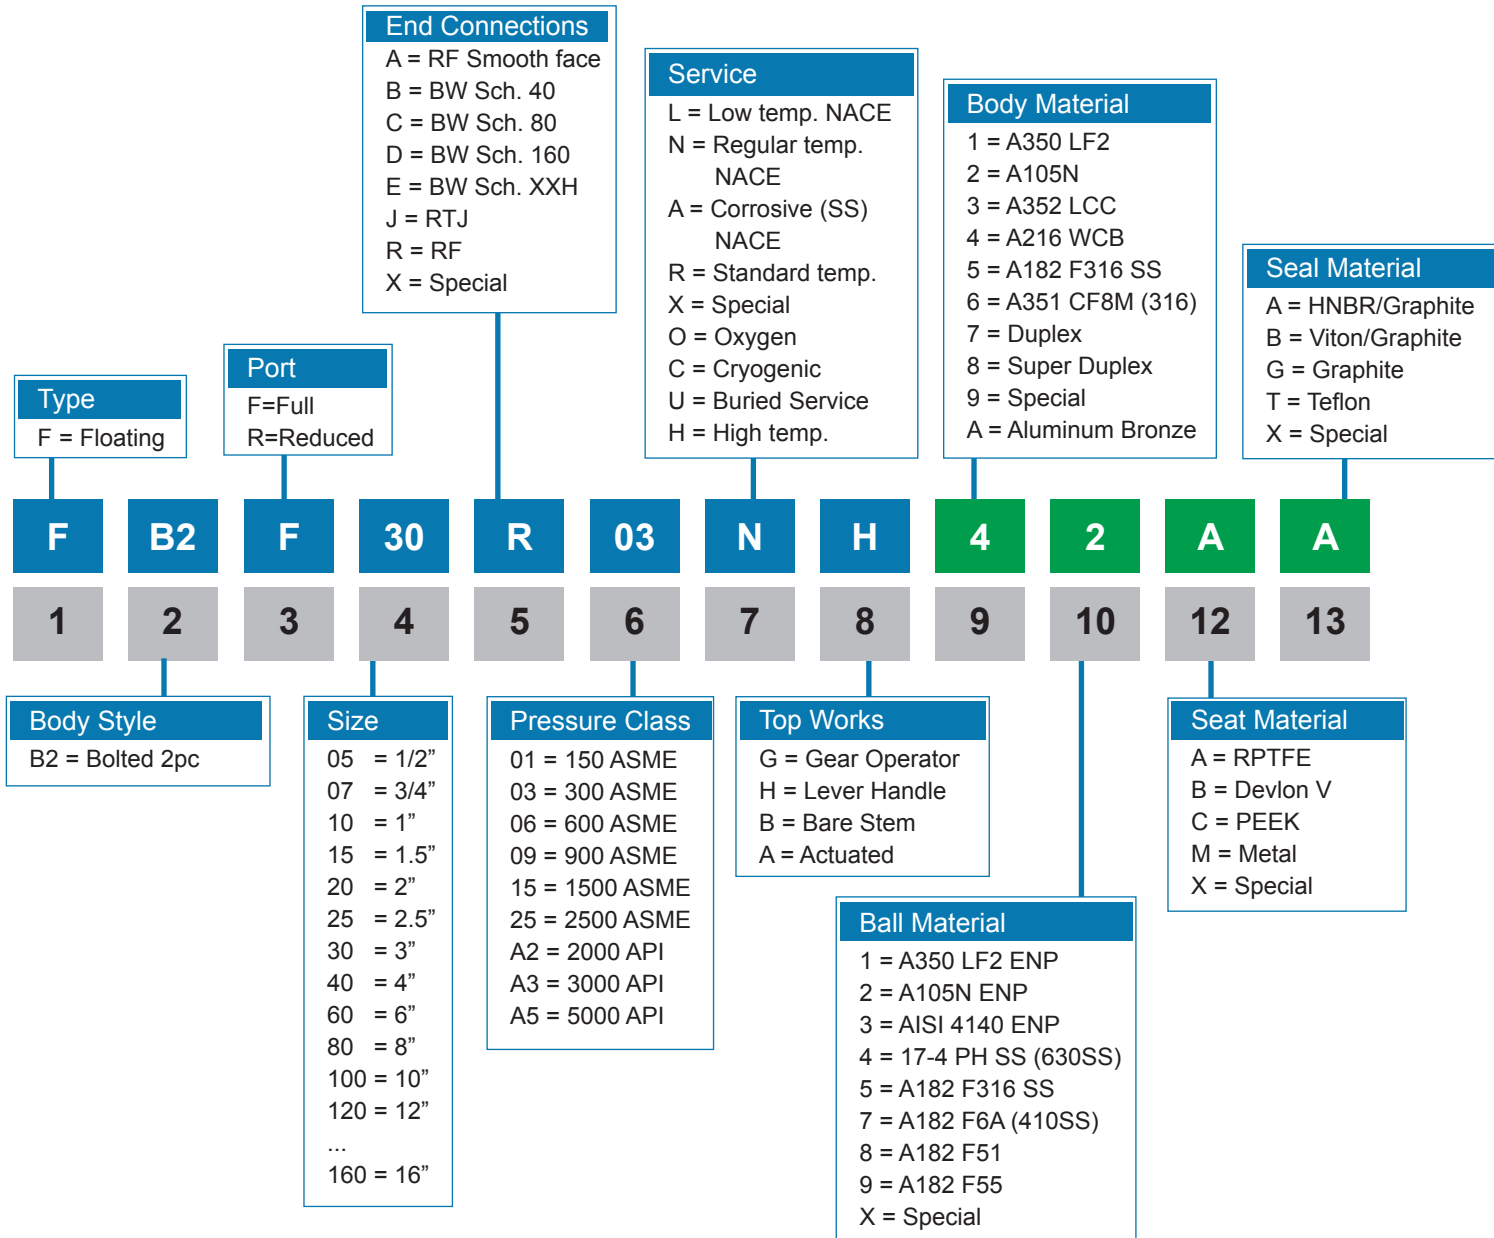 End Connections
A = RF Smooth face
B = BW Sch. 40
C = BW Sch. 80
D = BW Sch. 160
E = BW Sch. XXH
J = RTJ
R = RF
X = Special
Service
L = Low temp. NACE
N = Regular temp.
NACE
A = Corrosive (SS)
NACE
R = Standard temp.
X = Special
O = Oxygen
C = Cryogenic
U = Buried Service
H = High temp.
Body Material
1 = A350 LF2
2 = A105N
3 = A352 LCC
4 = A216 WCB
5 = A182 F316 SS
6 = A351 CF8M (316)
7 = Duplex
8 = Super Duplex
9 = Special
A = Aluminum Bronze
Seal Material
A = HNBR/Graphite
B = Viton/Graphite
G = Graphite
T = Teflon
X = Special
Type
F = Floating
Port
F=Full
R=Reduced
F B2 F 30 R 03 N H 4 2 A A
1 2 3 4 5 6 7 8 9 10 12 13
Body Style
B2 = Bolted 2pc
Size
05 = 1/2”
07 = 3/4”
10 = 1”
15 = 1.5”
20 = 2”
25 = 2.5”
30 = 3”
40 = 4”
60 = 6”
80 = 8”
100 = 10”
120 = 12”
...
160 = 16”
Pressure Class
01 = 150 ASME
03 = 300 ASME
06 = 600 ASME
09 = 900 ASME
15 = 1500 ASME
25 = 2500 ASME
A2 = 2000 API
A3 = 3000 API
A5 = 5000 API
Top Works
G = Gear Operator
H = Lever Handle
B = Bare Stem
A = Actuated
Ball Material
1 = A350 LF2 ENP
2 = A105N ENP
3 = AISI 4140 ENP
4 = 17-4 PH SS (630SS)
5 = A182 F316 SS
7 = A182 F6A (410SS)
8 = A182 F51
9 = A182 F55
X = Special
Seat Material
A = RPTFE
B = Devlon V
C = PEEK
M = Metal
X = Special